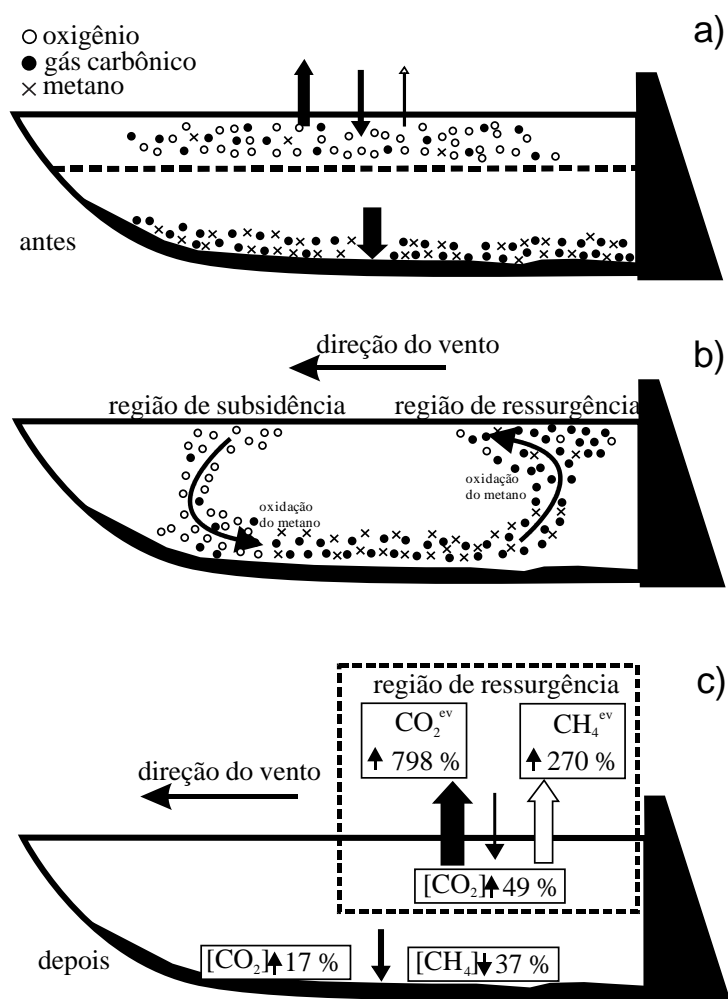 a)
oxigênio
gás carbônico
metano
antes
b)
direção do vento
região de subsidência região de ressurgência
oxidação
do metano
oxidação
do metano
c)
região de ressurgência
CO₂ᵉᵛ
798 %
CH₄ᵉᵛ
270 %
direção do vento
[CO₂] 49 %
depois
[CO₂] 17 %
[CH₄] 37 %